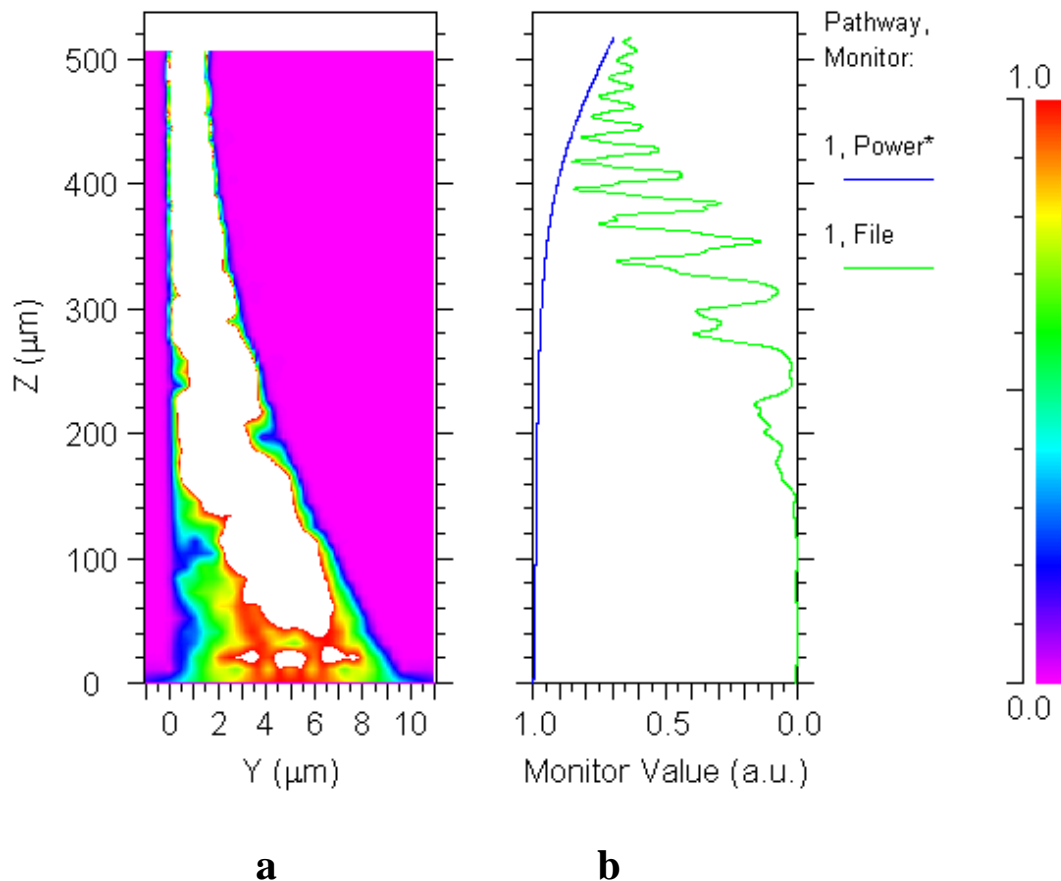 500
400
300
200
100
0
Z (μm)
0 2 4 6 8 10
Y (μm)
a
1.0 0.5 0.0
Monitor Value (a.u.)
b
Pathway,
Monitor:
1, Power*
1, File
1.0
0.0